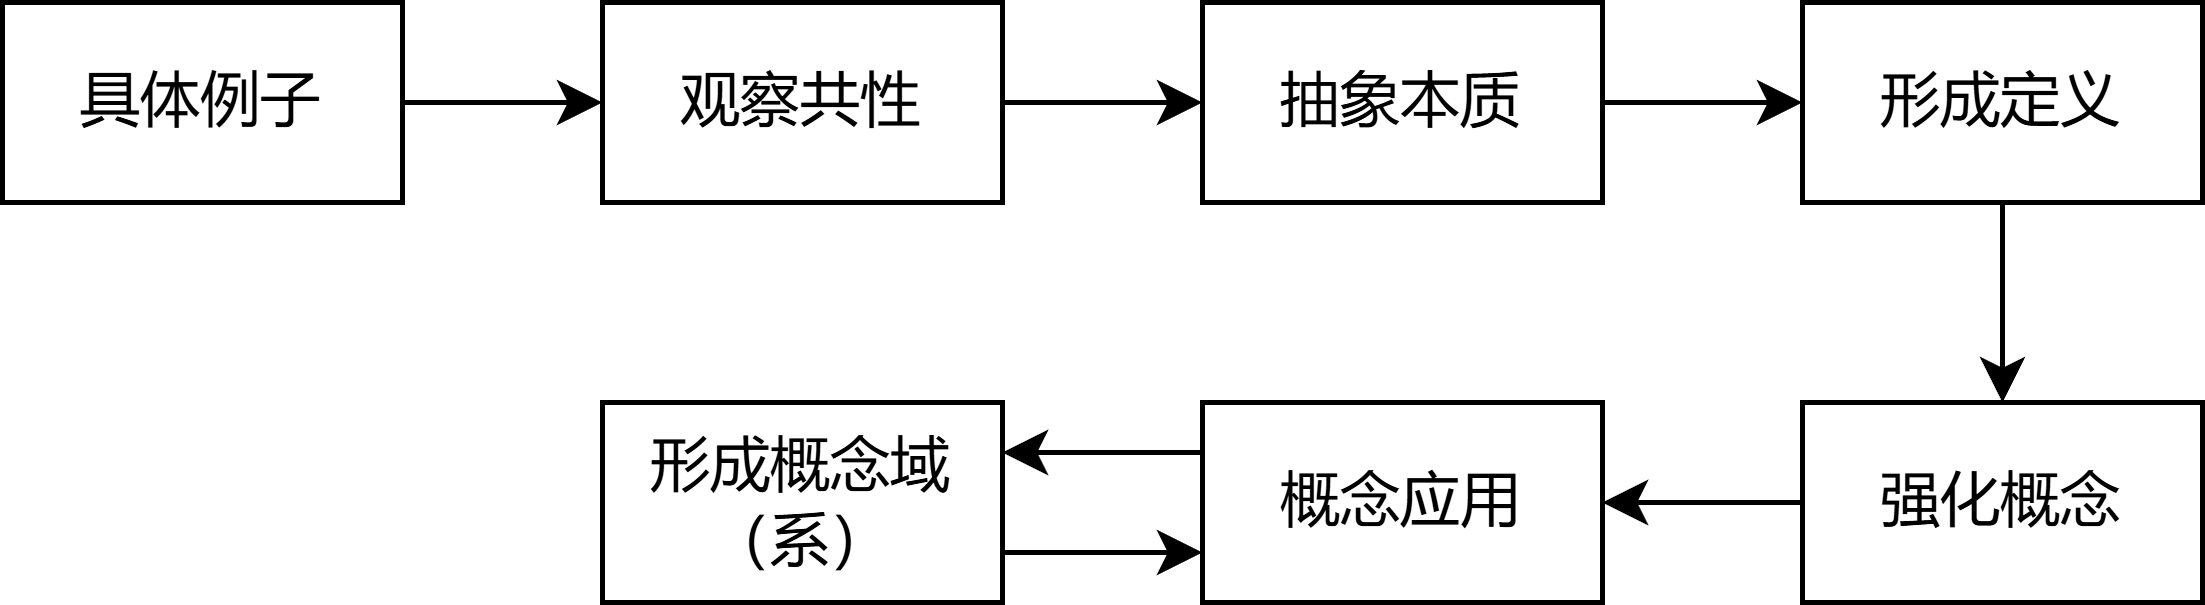 具体例子
观察共性
抽象本质
形成定义
强化概念
概念应用
形成概念域
（系）